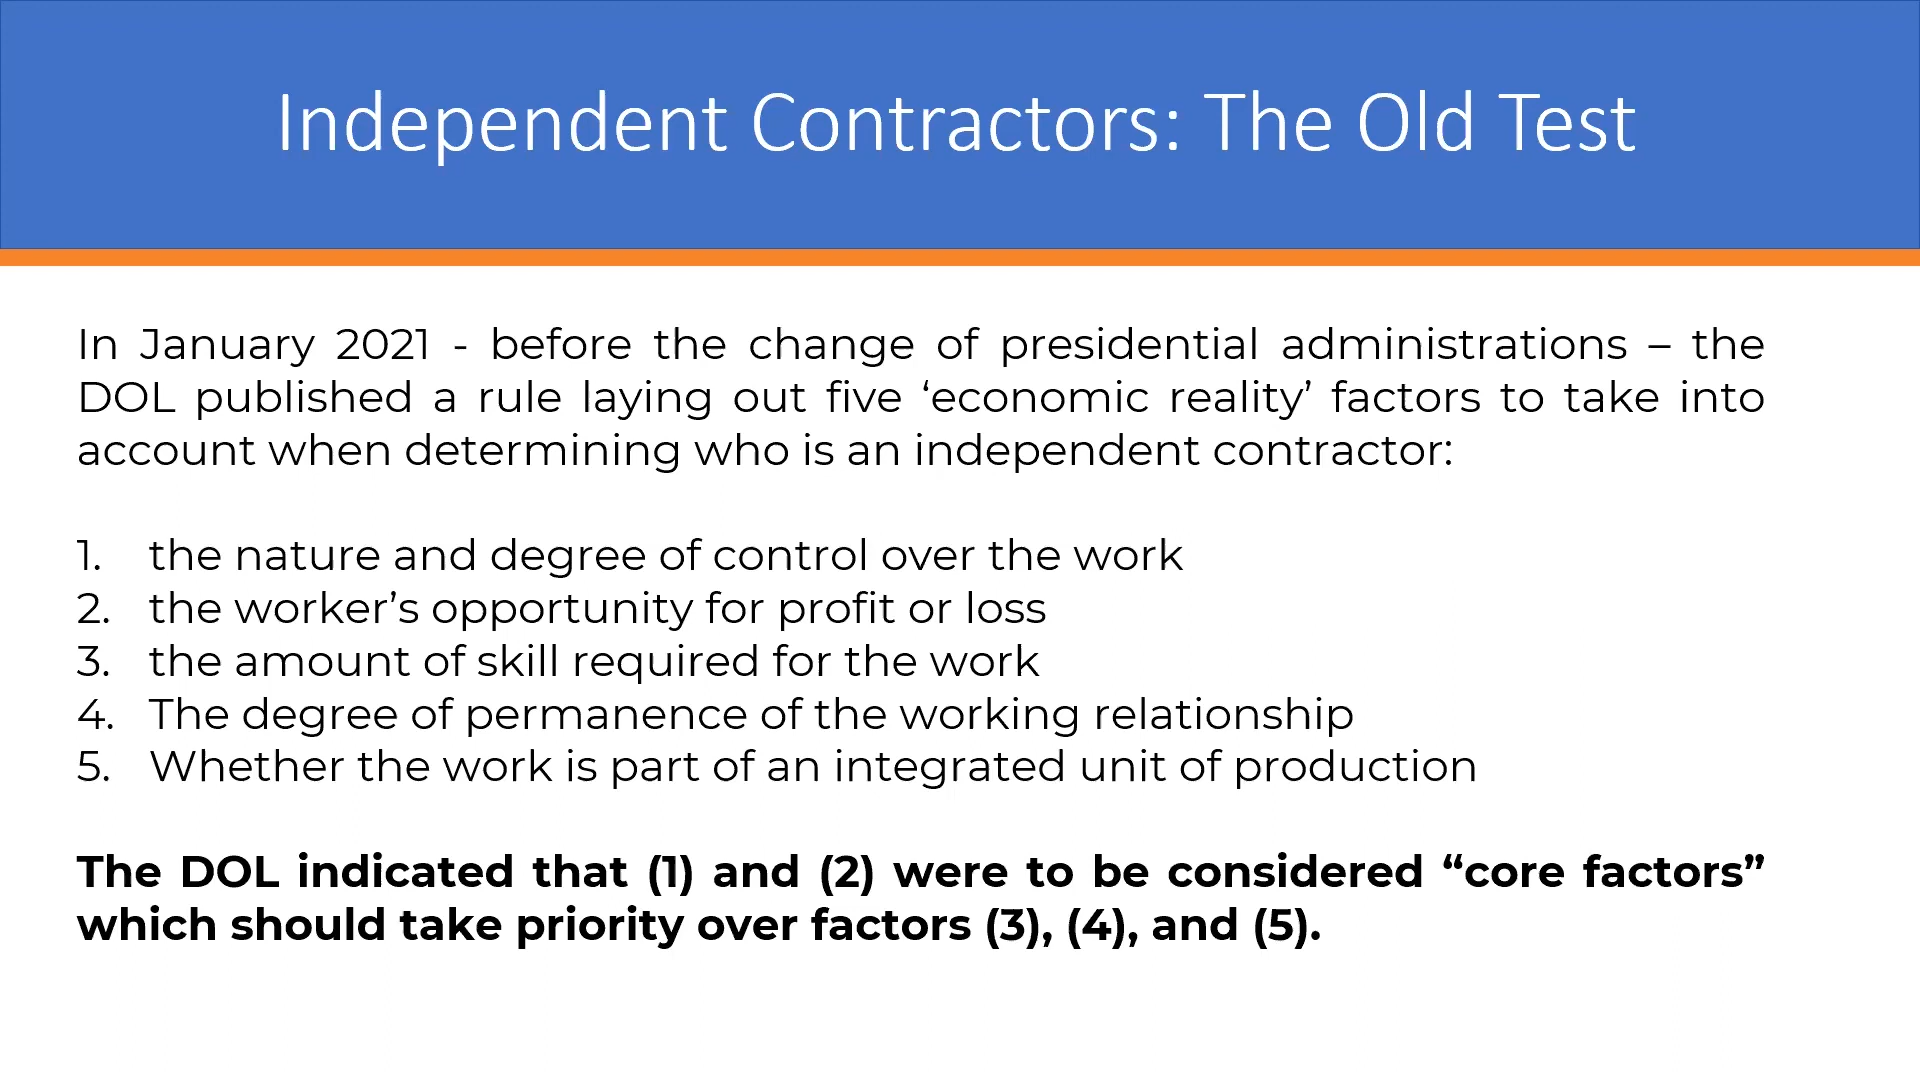 Independent Contractors: The Old Test
In January 2021 - before the change of presidential administrations – the
DOL published a rule laying out five ‘economic reality’ factors to take into
account when determining who is an independent contractor:
1. the nature and degree of control over the work
2. the worker’s opportunity for profit or loss
3. the amount of skill required for the work
4. The degree of permanence of the working relationship
5. Whether the work is part of an integrated unit of production
The DOL indicated that (1) and (2) were to be considered “core factors”
which should take priority over factors (3), (4), and (5).